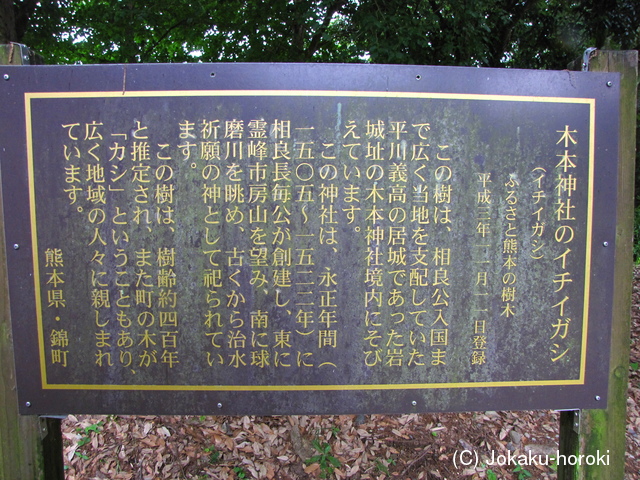 木本神社のイチイガシ
(イチイガシ)
ふるさと熊本の樹木
平成三年一一月一一日登録
この樹は、相良公入国ま
で広く当地を支配していた
平川義高の居城であった岩
城址の木本神社境内にそび
えています。
この神社は、永正年間(
一五〇五〜一五二二年)に
相良長毎公が創建し、東に
霊峰市房山を望み、南に球
磨川を眺め、古くから治水
祈願の神として祀られてい
ます。
この樹は、樹齢約四百年
と推定され、また町の木が
「カシ」ということもあり、
広く地域の人々に親しまれ
ています。
熊本県・錦町
(C) Jokaku-horoki